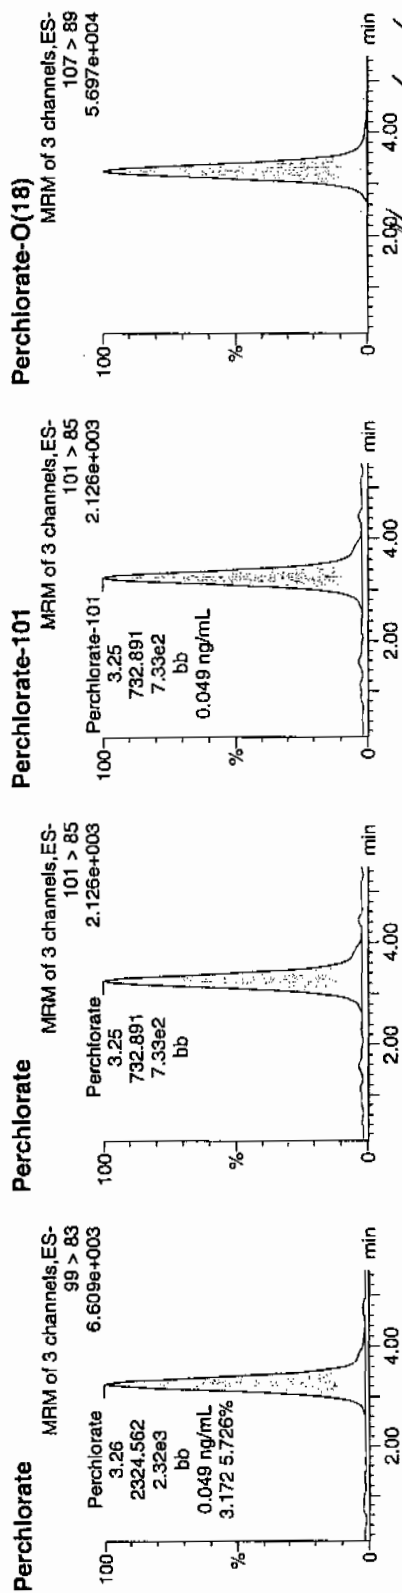 Perchlorate
MRM of 3 channels,ES-
99 > 83
6.609e+003
100
Perchlorate
3.26
2324.562
2.32e3
bb
0.049 ng/mL
3.172 5.726%
%
0
2.00
4.00
min
Perchlorate
MRM of 3 channels,ES-
101 > 85
2.126e+003
100
Perchlorate
3.25
732.891
7.33e2
bb
%
0
2.00
4.00
min
Perchlorate-101
MRM of 3 channels,ES-
101 > 85
2.126e+003
100
Perchlorate-101
3.25
732.891
7.33e2
bb
0.049 ng/mL
%
0
2.00
4.00
min
Perchlorate-O(18)
MRM of 3 channels,ES-
107 > 89
5.697e+004
100
%
0
2.00
4.00
min